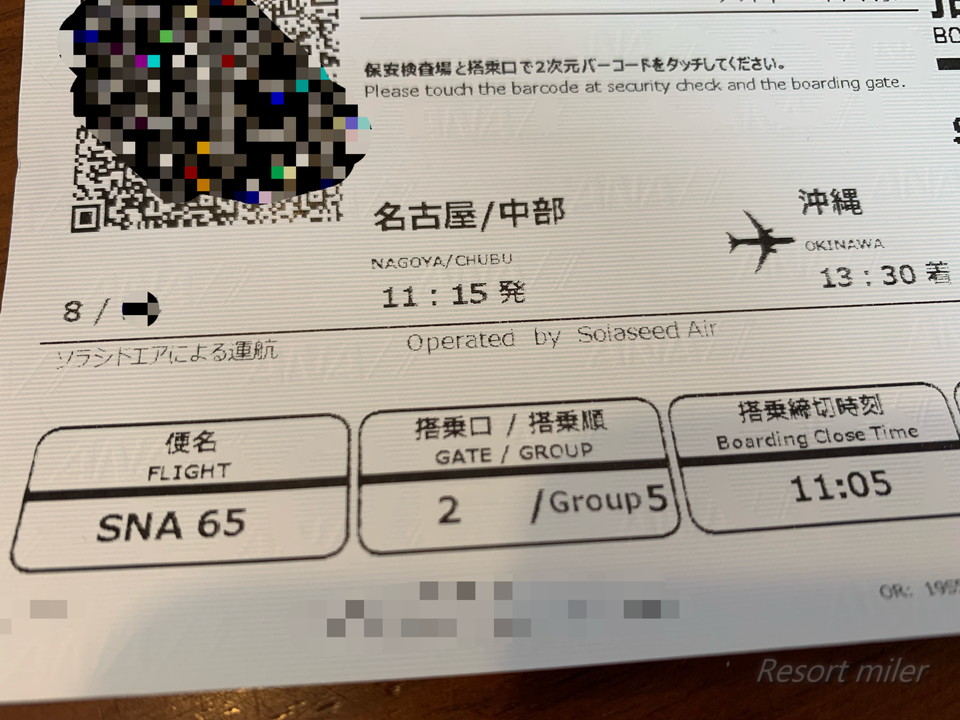 保安検査場と搭乗口で2次元バーコードをタッチしてください。
Please touch the barcode at security check and the boarding gate.
名古屋/中部
沖縄
NAGOYA/CHUBU
OKINAWA
11:15 発
13:30 着
8 /
ソラシドエアによる運航
Operated by Solaseed Air
便名
FLIGHT
SNA 65
搭乗口 / 搭乗順
GATE / GROUP
2 /Group 5
搭乗締切時刻
Boarding Close Time
11:05
OR:
Resort miler